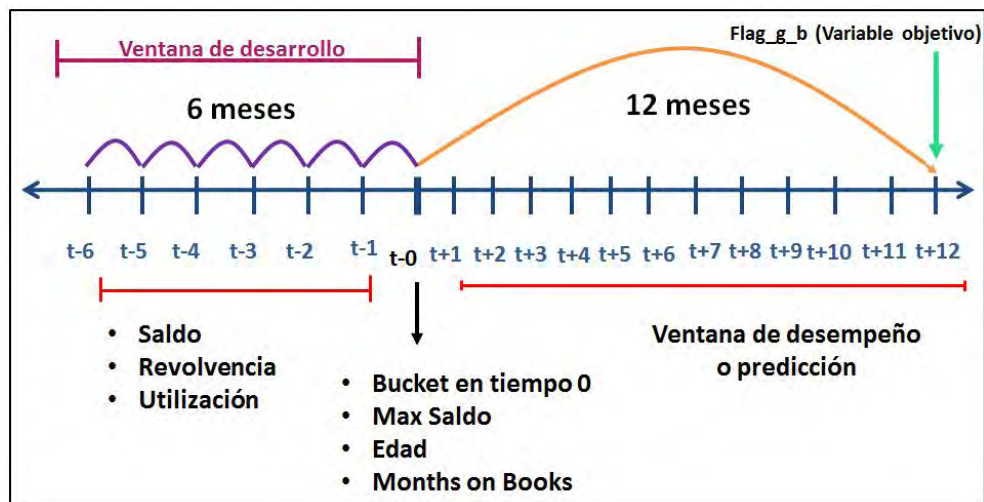 Ventana de desarrollo
Flag_g_b (Variable objetivo)
6 meses
12 meses
t-6 t-5 t-4 t-3 t-2 t-1 t-0 t+1 t+2 t+3 t+4 t+5 t+6 t+7 t+8 t+9 t+10 t+11 t+12
• Saldo
• Revolvencia
• Utilización
• Bucket en tiempo 0
• Max Saldo
• Edad
• Months on Books
Ventana de desempeño
o predicción